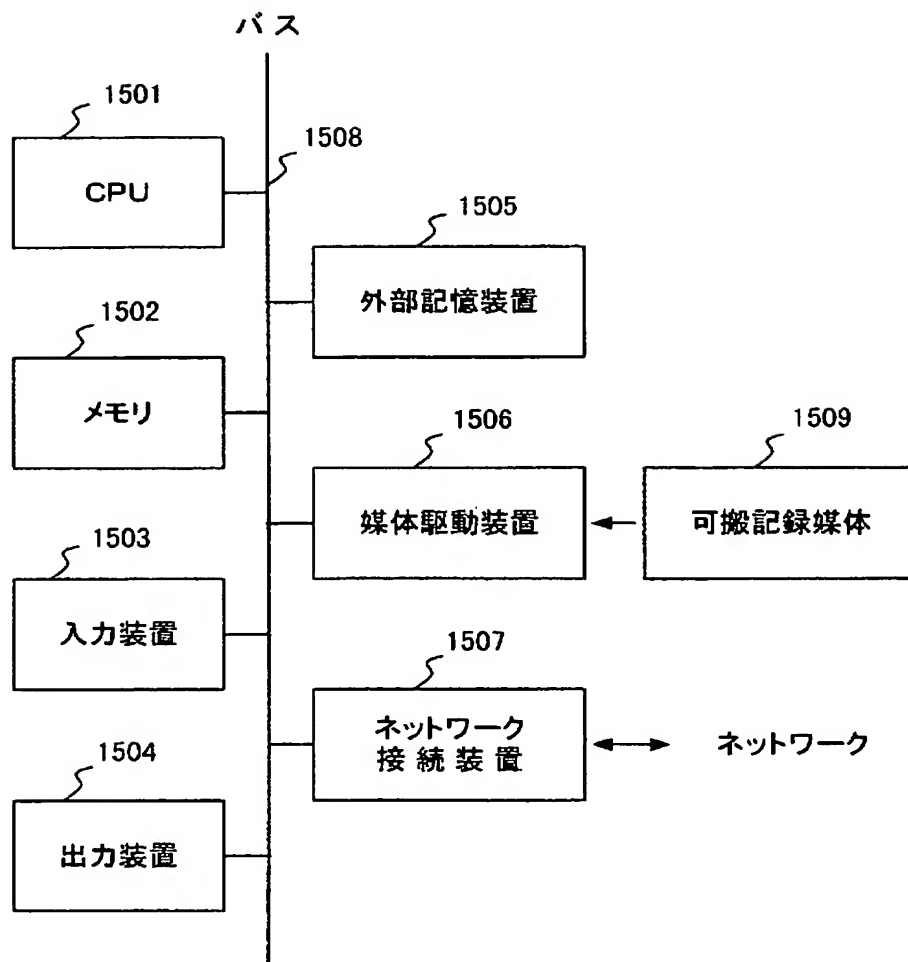 バス
1501
1508
CPU
1505
外部記憶装置
1502
メモリ
1506
1509
媒体駆動装置
可搬記録媒体
1503
入力装置
1507
ネットワーク
接続装置
ネットワーク
1504
出力装置